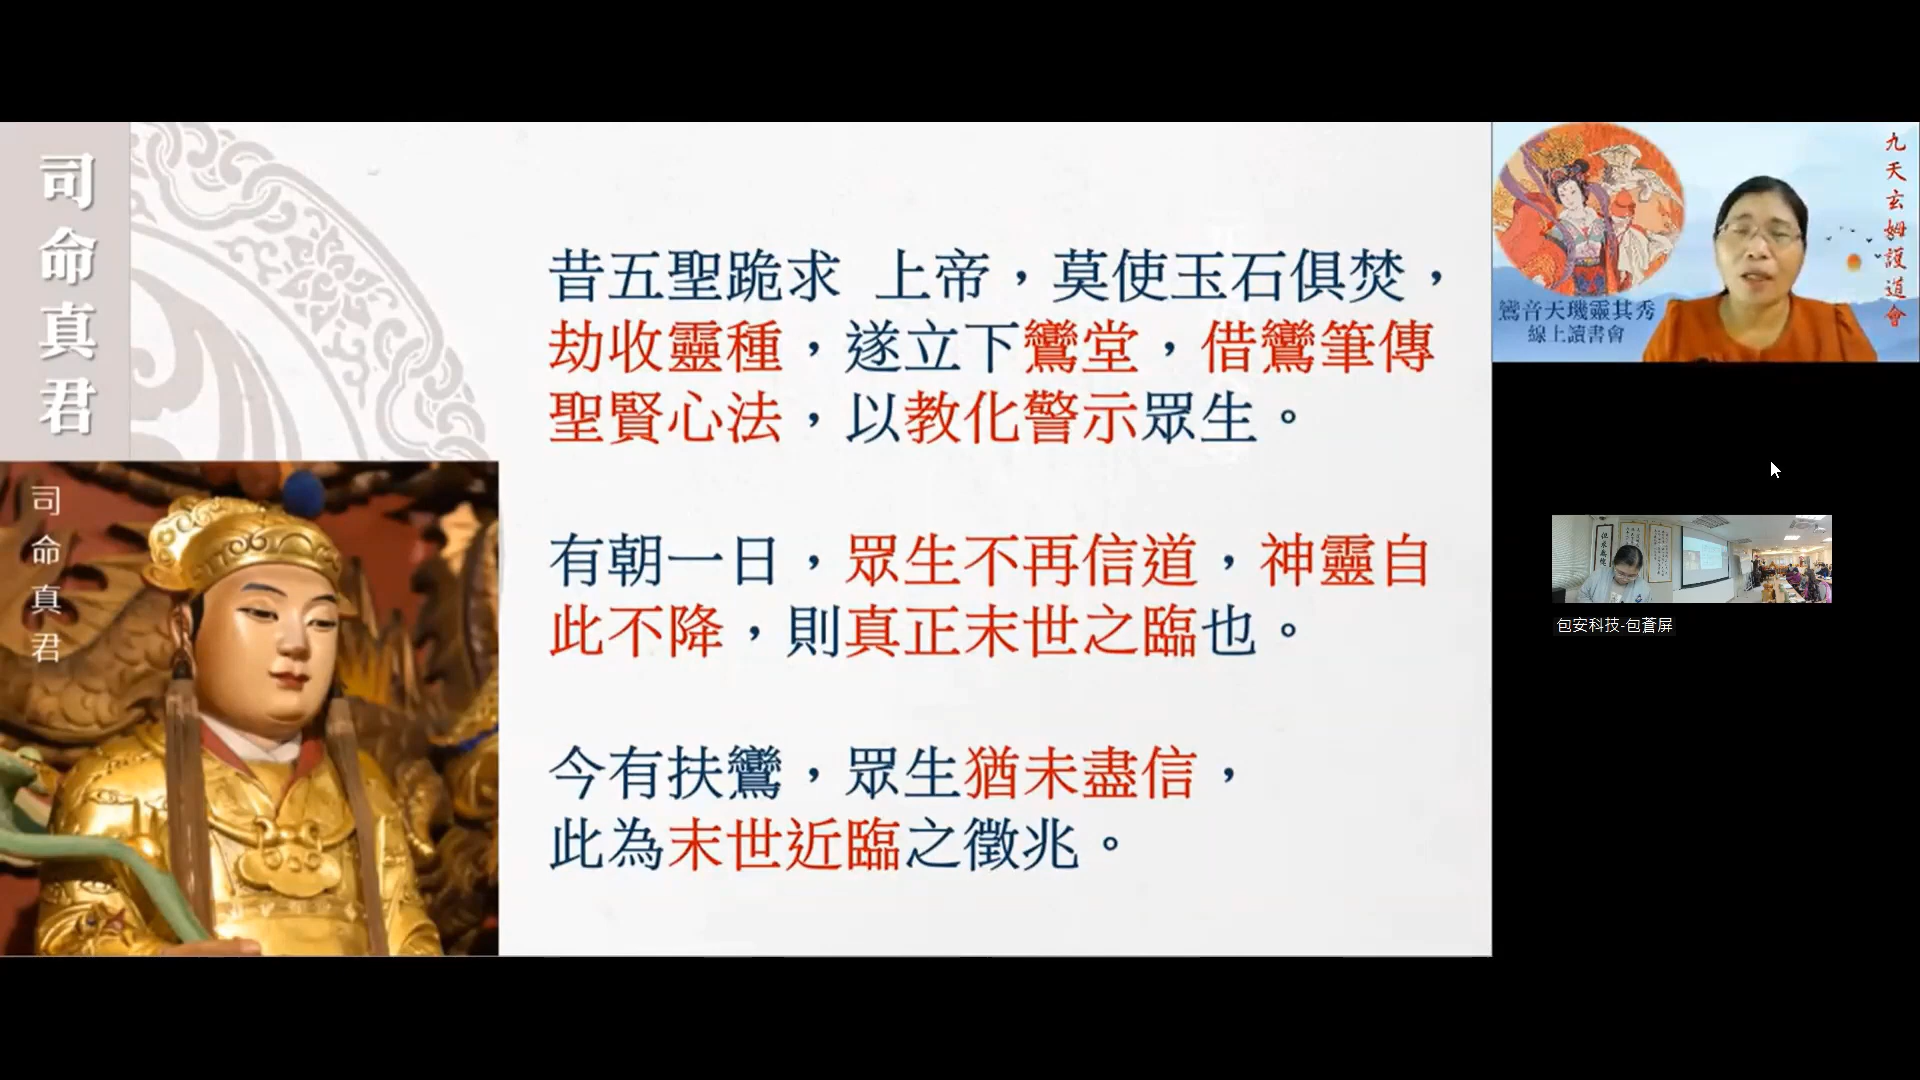 司命真君
司命真君
昔五聖跪求 上帝，莫使玉石俱焚，
劫收靈種，遂立下鸞堂，借鸞筆傳
聖賢心法，以教化警示眾生。
有朝一日，眾生不再信道，神靈自
此不降，則真正末世之臨也。
今有扶鸞，眾生猶未盡信，
此為末世近臨之徵兆。
九天玄姆護道會
鸞音天璣靈其秀
線上讀書會
包安科技-包蒼屏